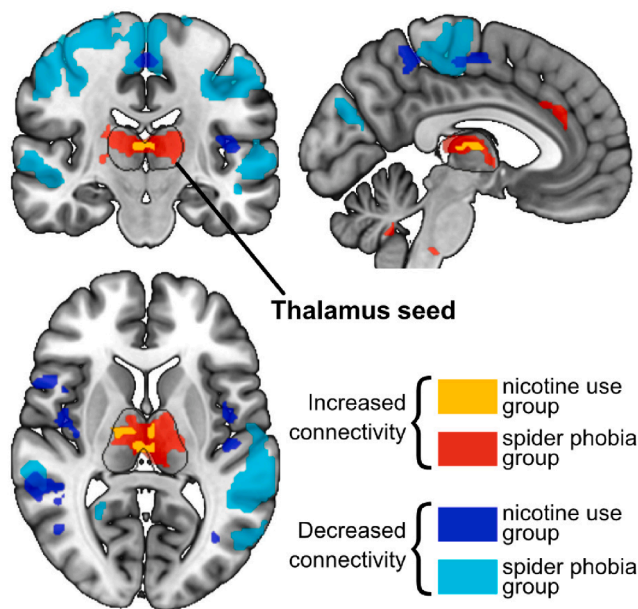 Thalamus seed
Increased
connectivity
nicotine use
group
spider phobia
group
Decreased
connectivity
nicotine use
group
spider phobia
group